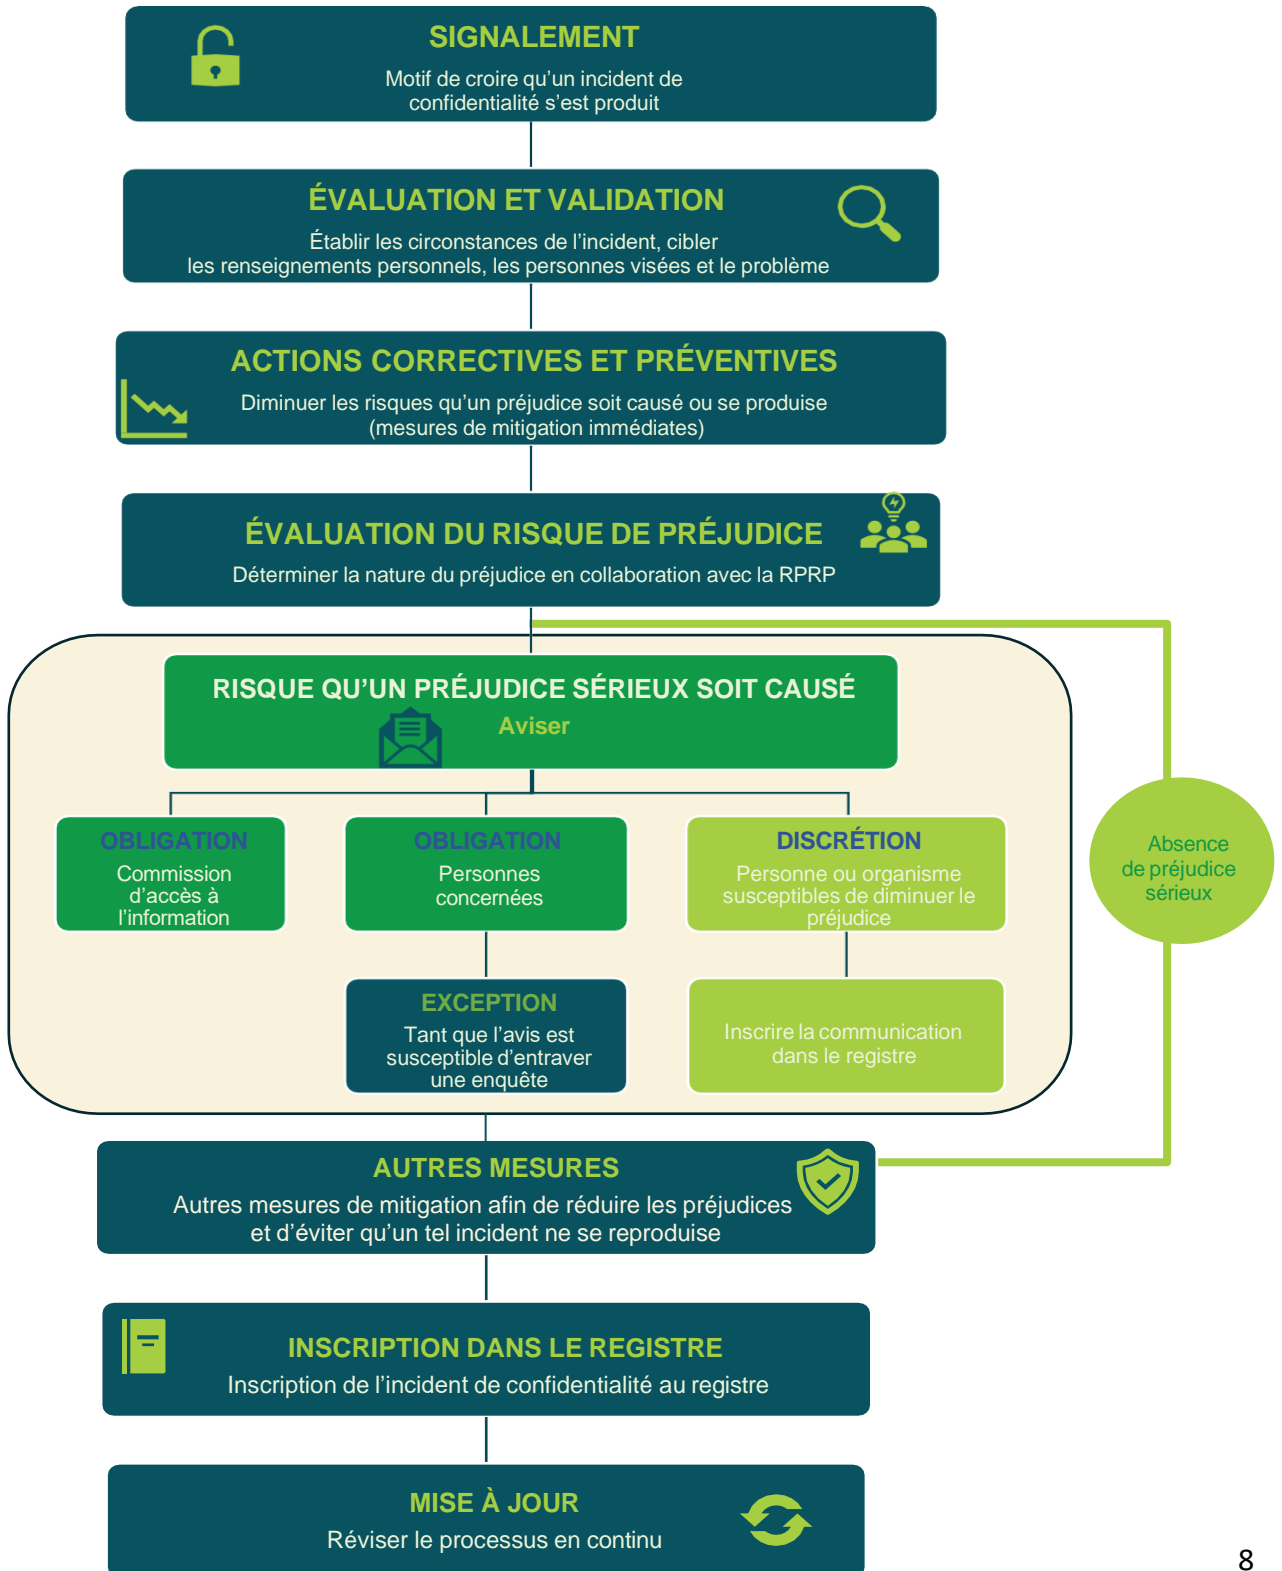 SIGNALEMENT
Motif de croire qu’un incident de
confidentialité s’est produit
ÉVALUATION ET VALIDATION
Établir les circonstances de l’incident, cibler
les renseignements personnels, les personnes visées et le problème
ACTIONS CORRECTIVES ET PRÉVENTIVES
Diminuer les risques qu’un préjudice soit causé ou se produise
(mesures de mitigation immédiates)
ÉVALUATION DU RISQUE DE PRÉJUDICE
Déterminer la nature du préjudice en collaboration avec la RPRP
RISQUE QU’UN PRÉJUDICE SÉRIEUX SOIT CAUSÉ
Aviser
OBLIGATION
Commission
d’accès à
l’information
OBLIGATION
Personnes
concernées
DISCRÉTION
Personne ou organisme
susceptibles de diminuer le
préjudice
Absence
de préjudice
sérieux
EXCEPTION
Tant que l’avis est
susceptible d’entraver
une enquête
Inscrire la communication
dans le registre
AUTRES MESURES
Autres mesures de mitigation afin de réduire les préjudices
et d’éviter qu’un tel incident ne se reproduise
INSCRIPTION DANS LE REGISTRE
Inscription de l’incident de confidentialité au registre
MISE À JOUR
Réviser le processus en continu
8